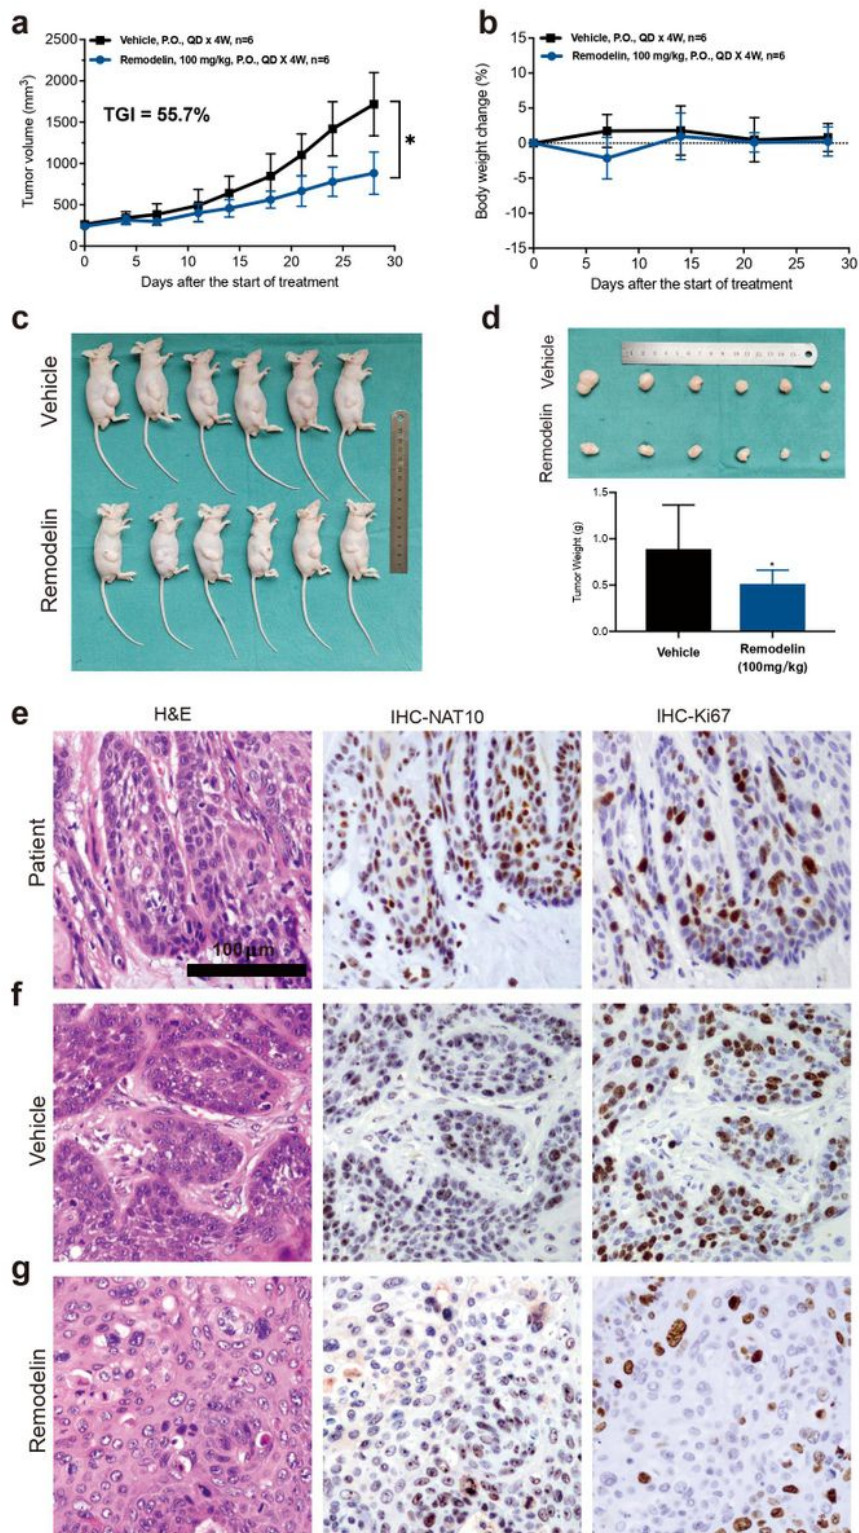 a
2500
2000
1500
1000
500
0
0
5
10
15
20
25
30
Tumor volume (mm³)
Days after the start of treatment
Vehicle, P.O., QD x 4W, n=6
Remodelin, 100 mg/kg, P.O., QD X 4W, n=6
TGI = 55.7%
*
b
15
10
5
0
-5
-10
-15
0
5
10
15
20
25
30
Body weight change (%)
Days after the start of treatment
Vehicle, P.O., QD x 4W, n=6
Remodelin, 100 mg/kg, P.O., QD X 4W, n=6
c
Vehicle
Remodelin
d
Vehicle
Remodelin
1.5
1.0
0.5
0.0
Tumor Weight (g)
*
Vehicle
Remodelin
(100mg/kg)
e
H&E
IHC-NAT10
IHC-Ki67
Patient
100μm
f
Vehicle
g
Remodelin